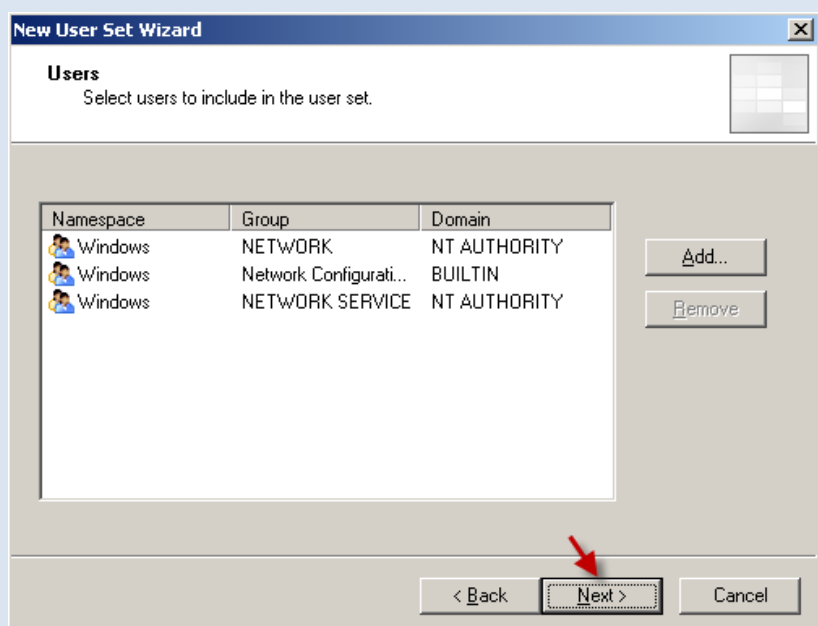 New User Set Wizard
Users
Select users to include in the user set.
Namespace Group Domain
Windows NETWORK NT AUTHORITY
Windows Network Configurati... BUILTIN
Windows NETWORK SERVICE NT AUTHORITY
Add...
Remove
< Back Next > Cancel